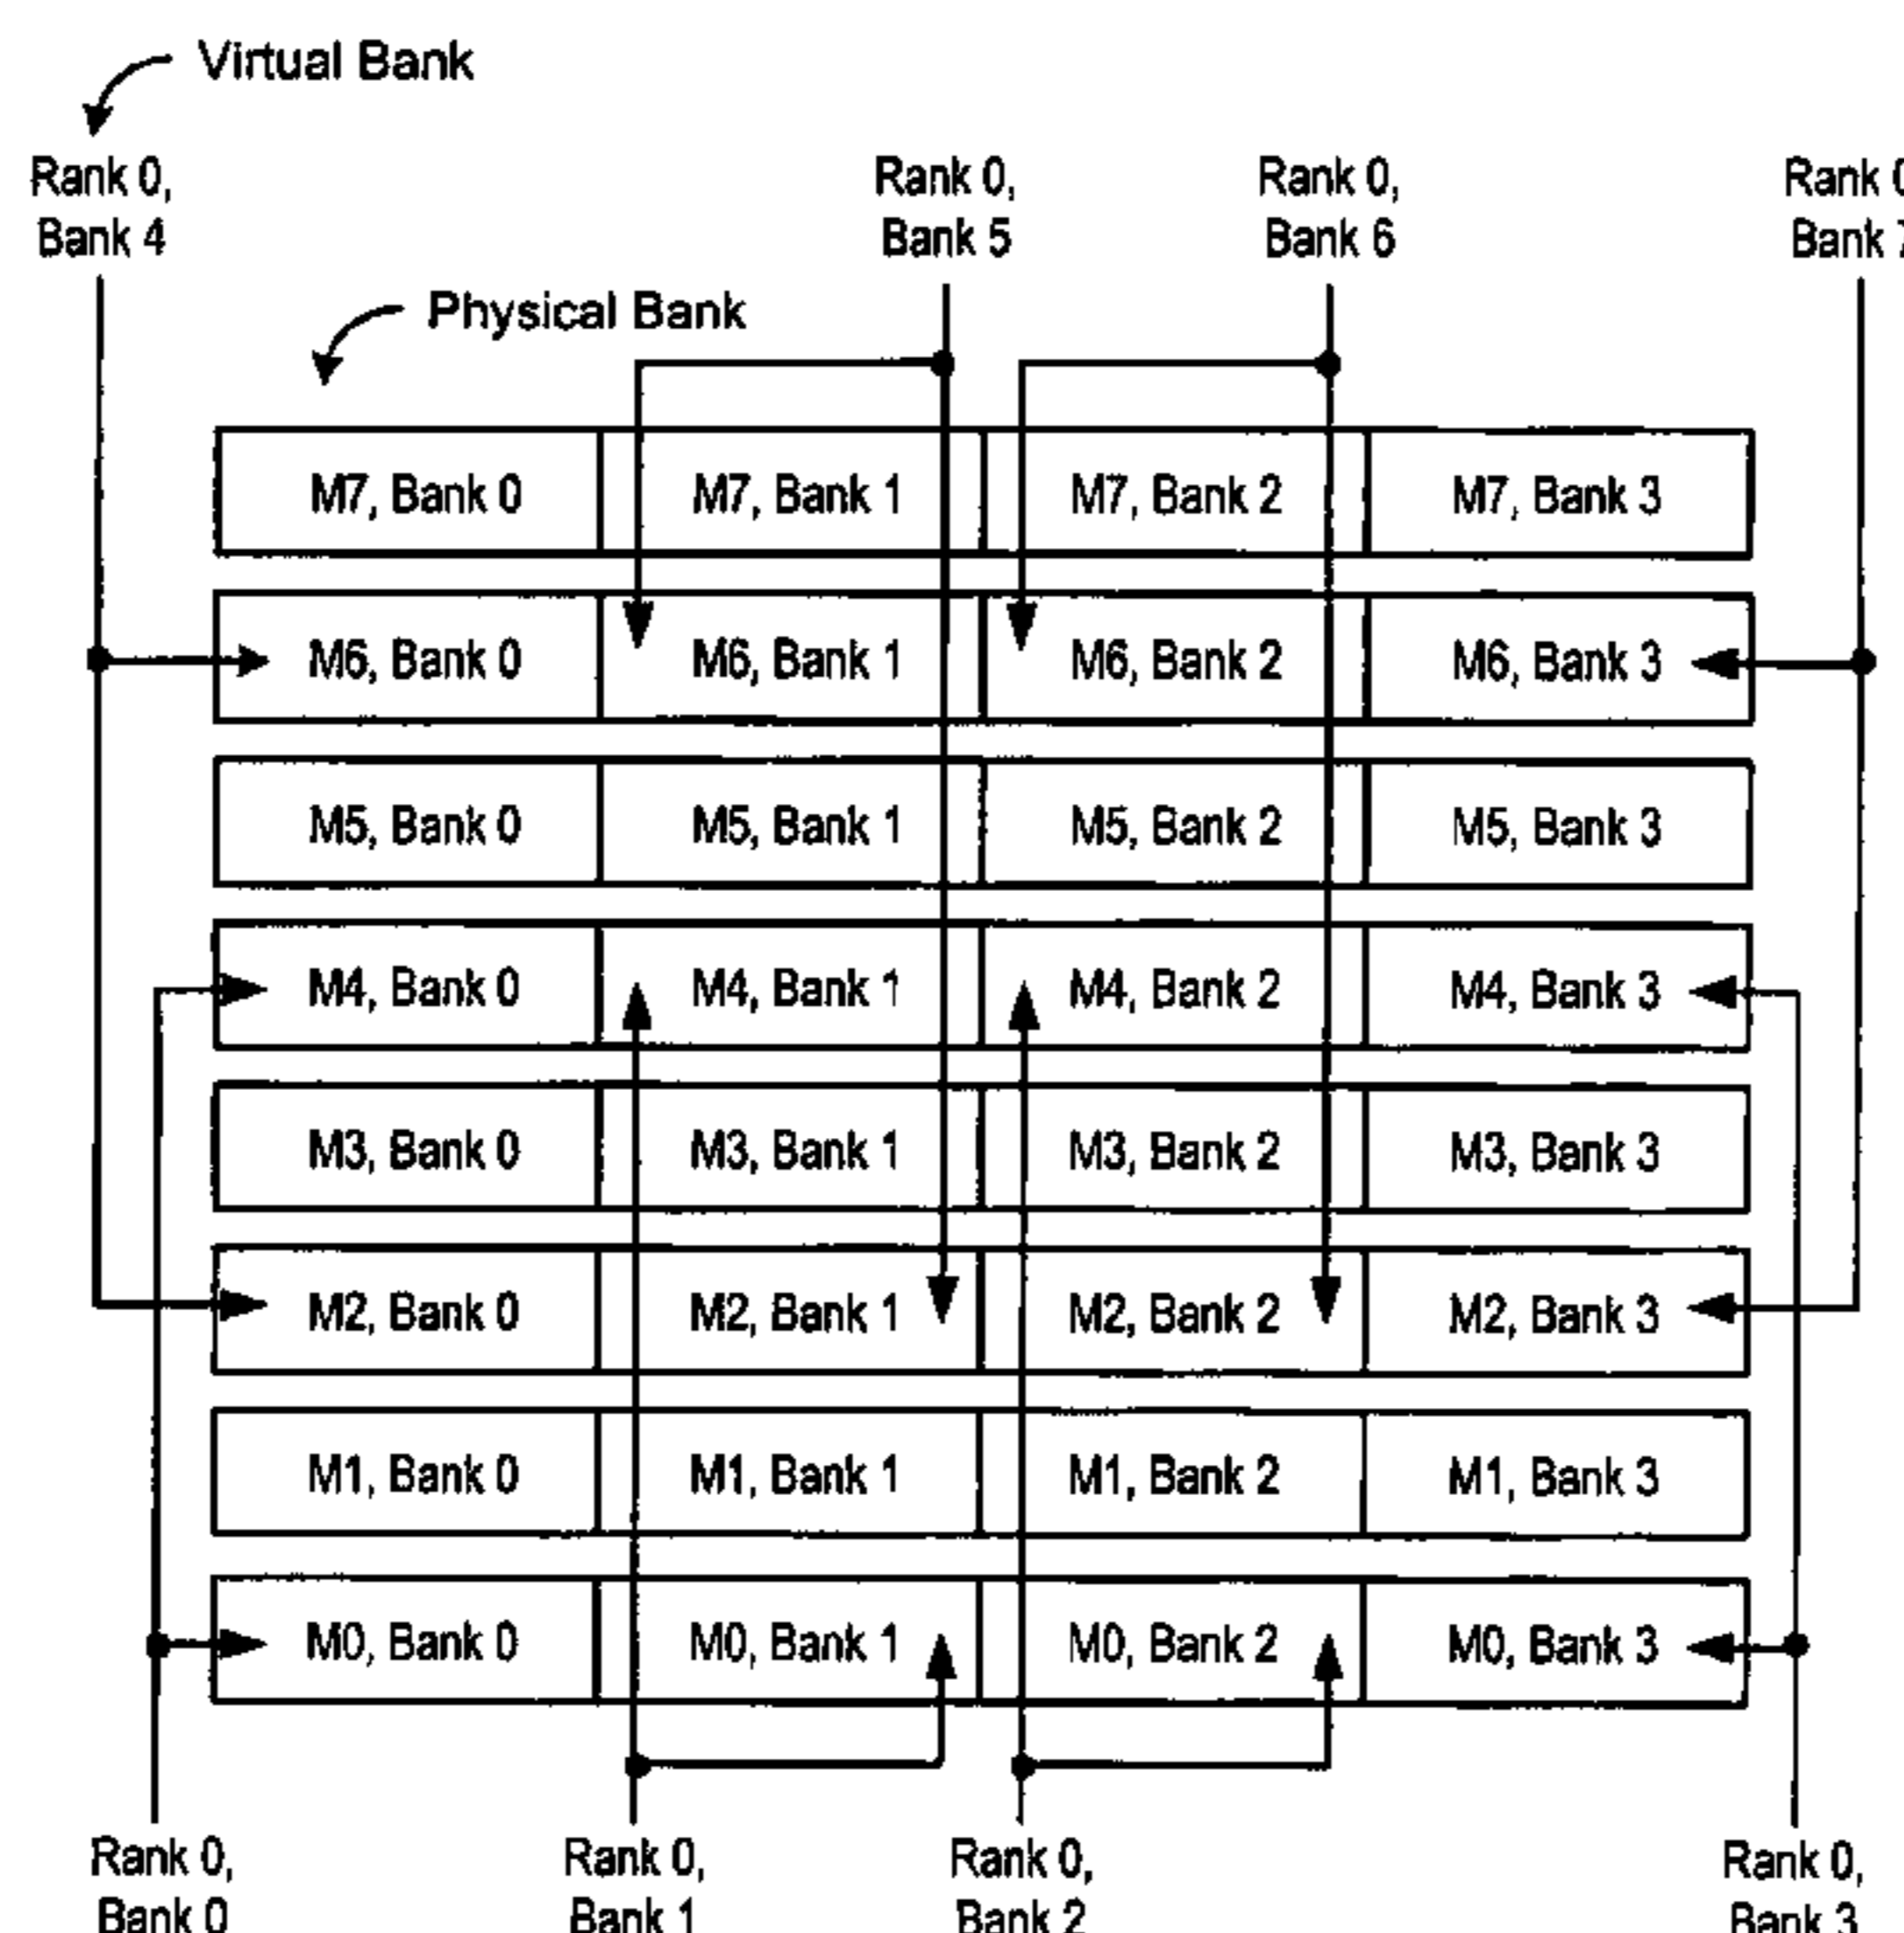 Virtual Bank
Rank 0,
Bank 4
Rank 0,
Bank 5
Rank 0,
Bank 6
Rank 0
Bank 7
Physical Bank
M7, Bank 0 M7, Bank 1 M7, Bank 2 M7, Bank 3
M6, Bank 0 M6, Bank 1 M6, Bank 2 M6, Bank 3
M5, Bank 0 M5, Bank 1 M5, Bank 2 M5, Bank 3
M4, Bank 0 M4, Bank 1 M4, Bank 2 M4, Bank 3
M3, Bank 0 M3, Bank 1 M3, Bank 2 M3, Bank 3
M2, Bank 0 M2, Bank 1 M2, Bank 2 M2, Bank 3
M1, Bank 0 M1, Bank 1 M1, Bank 2 M1, Bank 3
M0, Bank 0 M0, Bank 1 M0, Bank 2 M0, Bank 3
Rank 0,
Bank 0
Rank 0,
Bank 1
Rank 0,
Bank 2
Rank 0,
Bank 3